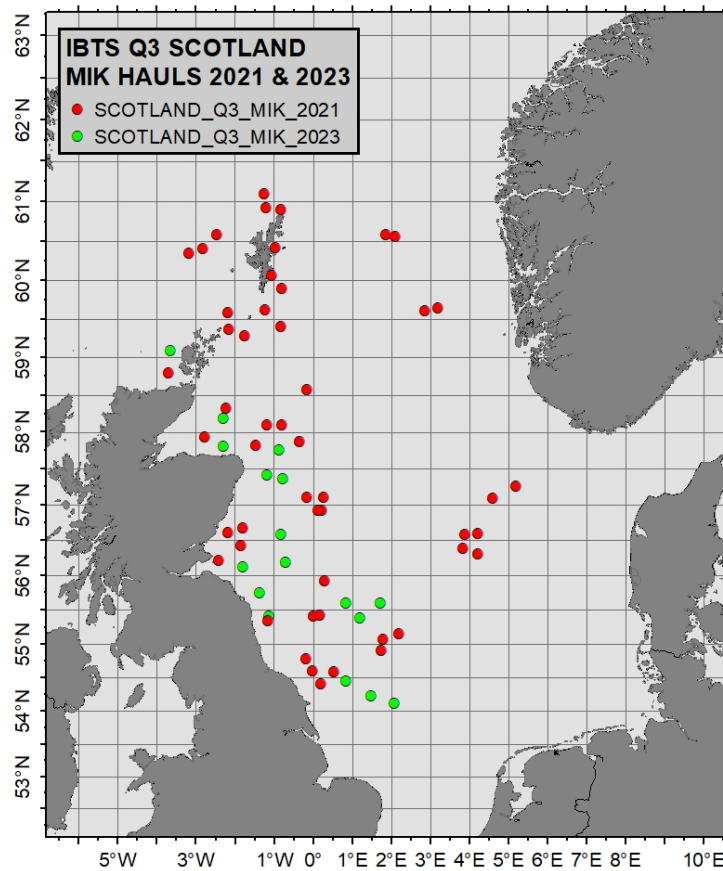 IBTS Q3 SCOTLAND
MIK HAULS 2021 & 2023
SCOTLAND_Q3_MIK_2021
SCOTLAND_Q3_MIK_2023
63°N
62°N
61°N
60°N
59°N
58°N
57°N
56°N
55°N
54°N
53°N
5°W 3°W 1°W 0° 1°E 2°E 3°E 4°E 5°E 6°E 7°E 8°E 10°E